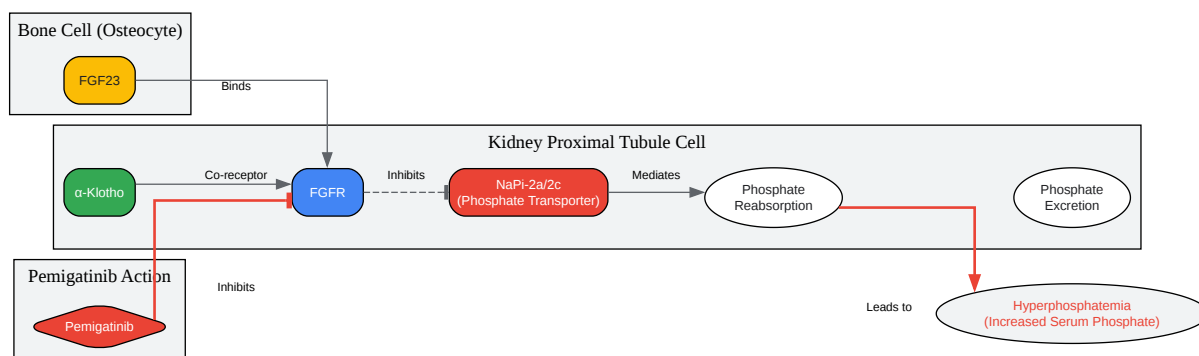 Bone Cell (Osteocyte)
FGF23
Binds
Kidney Proximal Tubule Cell
α-Klotho
Co-receptor
FGFR
Inhibits
NaPi-2a/2c
(Phosphate Transporter)
Mediates
Phosphate
Reabsorption
Phosphate
Excretion
Pemigatinib Action
Pemigatinib
Inhibits
Leads to
Hyperphosphatemia
(Increased Serum Phosphate)